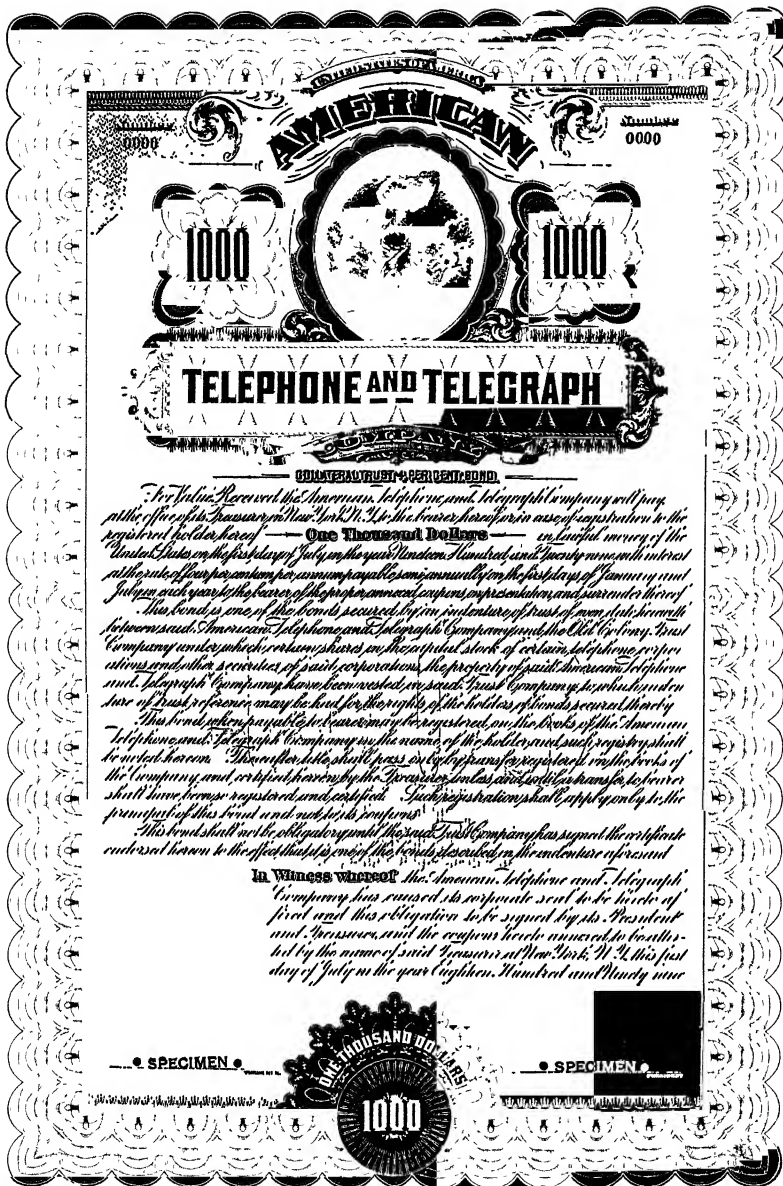 UNITED STATES OF AMERICA
AMERICAN
Number Number
0000 0000
1000 1000
TELEPHONE AND TELEGRAPH
COMPANY
COLLATERAL TRUST 4 PER CENT. BOND.
For Value Received the American Telephone and Telegraph Company will pay
at the office of its Treasurer in New York N. Y. to the bearer hereof or in case of registration to the
registered holder hereof One Thousand Dollars in lawful money of the
United States, on the first day of July in the year Nineteen Hundred and Twenty nine with interest
at the rate of four per centum per annum payable semi annually on the first days of January and
July in each year to the bearer of the proper annexed coupons on presentation and surrender thereof
This bond is one of the bonds secured by an indenture of trust of even date herewith
between said American Telephone and Telegraph Company and the Old Colony Trust
Company under which certain shares in the capital stock of certain telephone corpor
ations and other securities of said corporations the property of said American Telephone
and Telegraph Company have been vested in said Trust Company to which inden
ture of trust reference may be had for the rights of the holders of bonds secured thereby
This bond when payable to bearer may be registered on the books of the American
Telephone and Telegraph Company in the name of the holder and such registry shall
be noted hereon Thereafter title shall pass only by transfer registered on the books of
the Company and certified hereon by the Treasurer unless and until a transfer to bearer
shall have been so registered and certified Such registration shall apply only to the
principal of this bond and not to its coupons
This bond shall not be obligatory until the said Trust Company has signed the certificate
endorsed hereon to the effect that it is one of the bonds described in the indenture aforesaid
In Witness whereof the American Telephone and Telegraph
Company has caused its corporate seal to be hereto af
fixed and this obligation to be signed by its President
and Treasurer, and the coupons hereto annexed to be authen-
ted by the name of said Treasurer at New York, N. Y. this first
day of July in the year Eighteen Hundred and Ninety nine
SPECIMEN SPECIMEN
PRESIDENT
ONE THOUSAND DOLLARS
1000